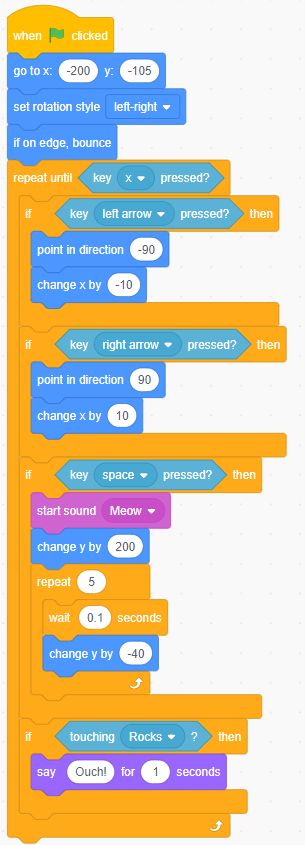 when clicked
go to x: -200 y: -105
set rotation style left-right
if on edge, bounce
repeat until key x pressed?
if key left arrow pressed? then
point in direction -90
change x by -10
if key right arrow pressed? then
point in direction 90
change x by 10
if key space pressed? then
start sound Meow
change y by 200
repeat 5
wait 0.1 seconds
change y by -40
if touching Rocks ? then
say Ouch! for 1 seconds